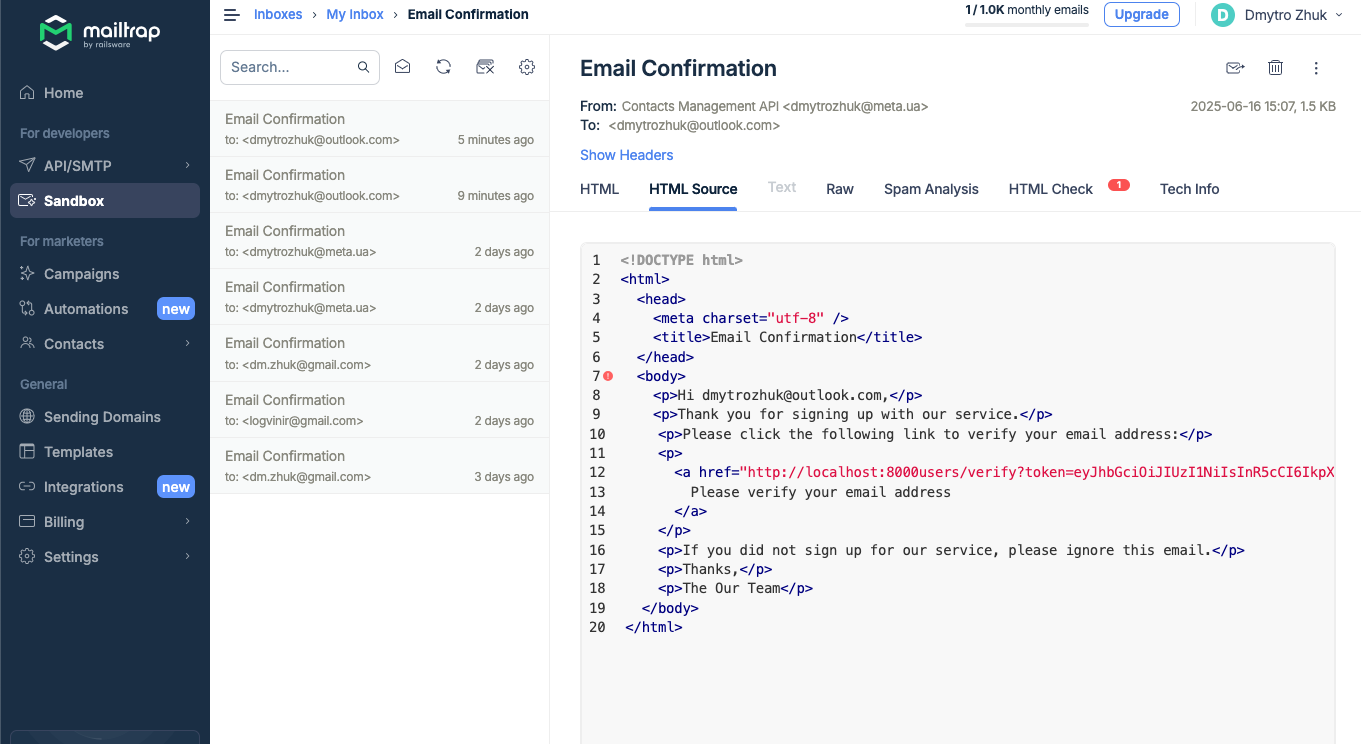 mailtrap
by railsware
Home
For developers
API/SMTP
Sandbox
For marketers
Campaigns
Automations new
Contacts
General
Sending Domains
Templates
Integrations new
Billing
Settings
Inboxes › My Inbox › Email Confirmation
1 / 1.0K monthly emails
Upgrade
D Dmytro Zhuk
Search...
Email Confirmation
to: <dmytrozhuk@outlook.com> 5 minutes ago
Email Confirmation
to: <dmytrozhuk@outlook.com> 9 minutes ago
Email Confirmation
to: <dmytrozhuk@meta.ua> 2 days ago
Email Confirmation
to: <dmytrozhuk@meta.ua> 2 days ago
Email Confirmation
to: <dm.zhuk@gmail.com> 2 days ago
Email Confirmation
to: <logvinir@gmail.com> 2 days ago
Email Confirmation
to: <dm.zhuk@gmail.com> 3 days ago
Email Confirmation
From: Contacts Management API <dmytrozhuk@meta.ua> 2025-06-16 15:07, 1.5 KB
To: <dmytrozhuk@outlook.com>
Show Headers
HTML HTML Source Text Raw Spam Analysis HTML Check 1 Tech Info
1 <!DOCTYPE html>
2 <html>
3 <head>
4 <meta charset="utf-8" />
5 <title>Email Confirmation</title>
6 </head>
7 <body>
8 <p>Hi dmytrozhuk@outlook.com,</p>
9 <p>Thank you for signing up with our service.</p>
10 <p>Please click the following link to verify your email address:</p>
11 <p>
12 <a href="http://localhost:8000users/verify?token=eyJhbGciOiJIUzI1NiIsInR5cCI6IkpX
13 Please verify your email address
14 </a>
15 </p>
16 <p>If you did not sign up for our service, please ignore this email.</p>
17 <p>Thanks,</p>
18 <p>The Our Team</p>
19 </body>
20 </html>